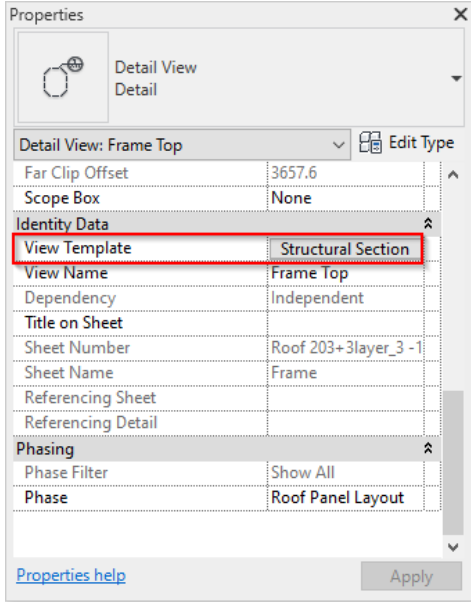 Properties
Detail View
Detail
Detail View: Frame Top
Edit Type
Far Clip Offset 3657.6
Scope Box None
Identity Data
View Template Structural Section
View Name Frame Top
Dependency Independent
Title on Sheet
Sheet Number Roof 203+3layer_3 -1
Sheet Name Frame
Referencing Sheet
Referencing Detail
Phasing
Phase Filter Show All
Phase Roof Panel Layout
Properties help Apply